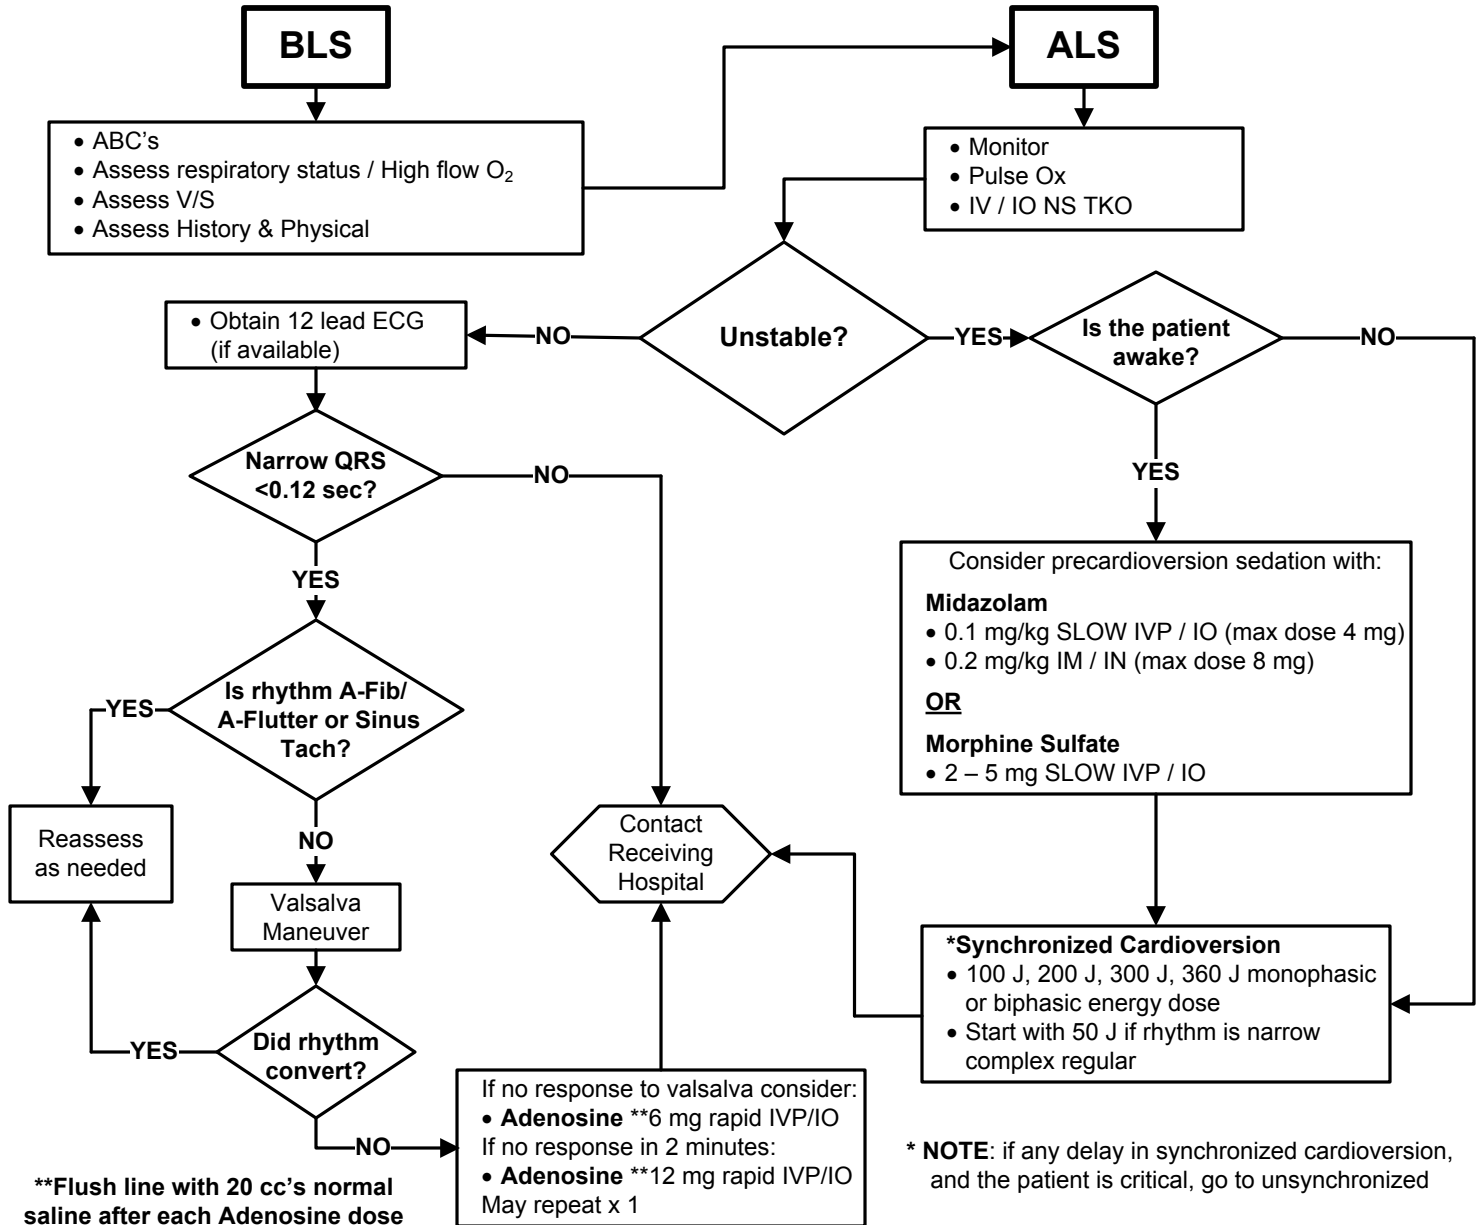 BLS
ALS
• ABC's
• Assess respiratory status / High flow O₂
• Assess V/S
• Assess History & Physical
• Monitor
• Pulse Ox
• IV / IO NS TKO
• Obtain 12 lead ECG
(if available)
NO
Unstable?
YES
Is the patient
awake?
NO
Narrow QRS
<0.12 sec?
NO
YES
YES
Consider precardioversion sedation with:
Midazolam
• 0.1 mg/kg SLOW IVP / IO (max dose 4 mg)
• 0.2 mg/kg IM / IN (max dose 8 mg)
OR
Morphine Sulfate
• 2 – 5 mg SLOW IVP / IO
Is rhythm A-Fib/
A-Flutter or Sinus
Tach?
YES
NO
Reassess
as needed
Valsalva
Maneuver
Contact
Receiving
Hospital
*Synchronized Cardioversion
• 100 J, 200 J, 300 J, 360 J monophasic
or biphasic energy dose
• Start with 50 J if rhythm is narrow
complex regular
Did rhythm
convert?
YES
NO
If no response to valsalva consider:
• Adenosine **6 mg rapid IVP/IO
If no response in 2 minutes:
• Adenosine **12 mg rapid IVP/IO
May repeat x 1
* NOTE: if any delay in synchronized cardioversion,
and the patient is critical, go to unsynchronized
**Flush line with 20 cc's normal
saline after each Adenosine dose